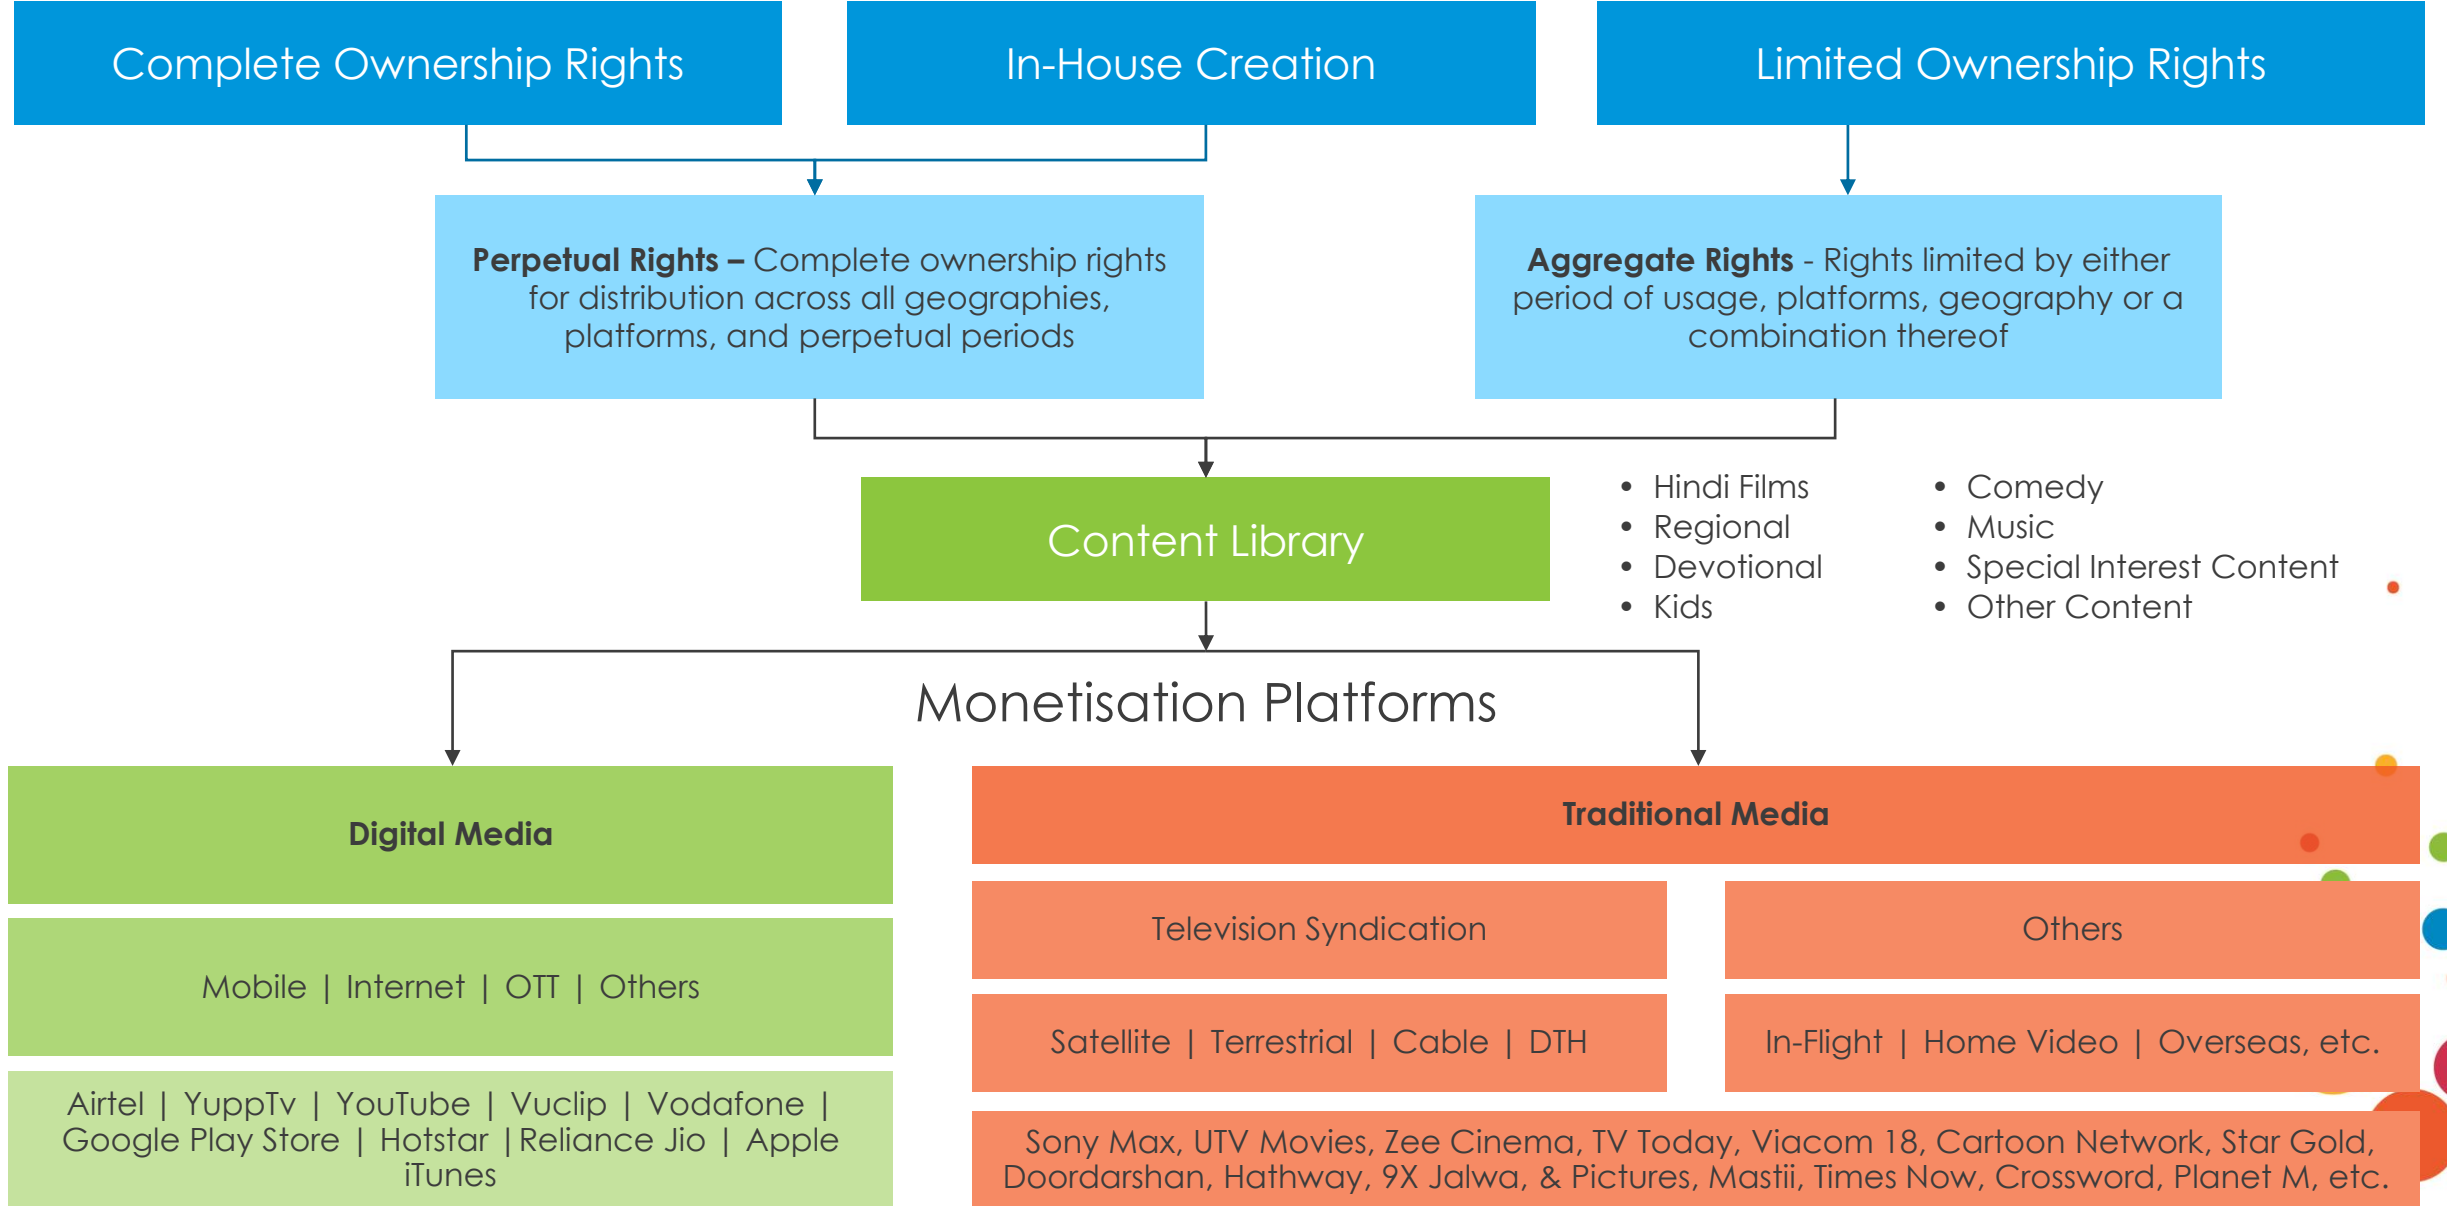 Complete Ownership Rights
In-House Creation
Limited Ownership Rights
Perpetual Rights – Complete ownership rights
for distribution across all geographies,
platforms, and perpetual periods
Aggregate Rights - Rights limited by either
period of usage, platforms, geography or a
combination thereof
Content Library
• Hindi Films
• Regional
• Devotional
• Kids
• Comedy
• Music
• Special Interest Content
• Other Content
Monetisation Platforms
Digital Media
Mobile | Internet | OTT | Others
Airtel | YuppTv | YouTube | Vuclip | Vodafone |
Google Play Store | Hotstar |Reliance Jio | Apple
iTunes
Traditional Media
Television Syndication
Others
Satellite | Terrestrial | Cable | DTH
In-Flight | Home Video | Overseas, etc.
Sony Max, UTV Movies, Zee Cinema, TV Today, Viacom 18, Cartoon Network, Star Gold,
Doordarshan, Hathway, 9X Jalwa, & Pictures, Mastii, Times Now, Crossword, Planet M, etc.